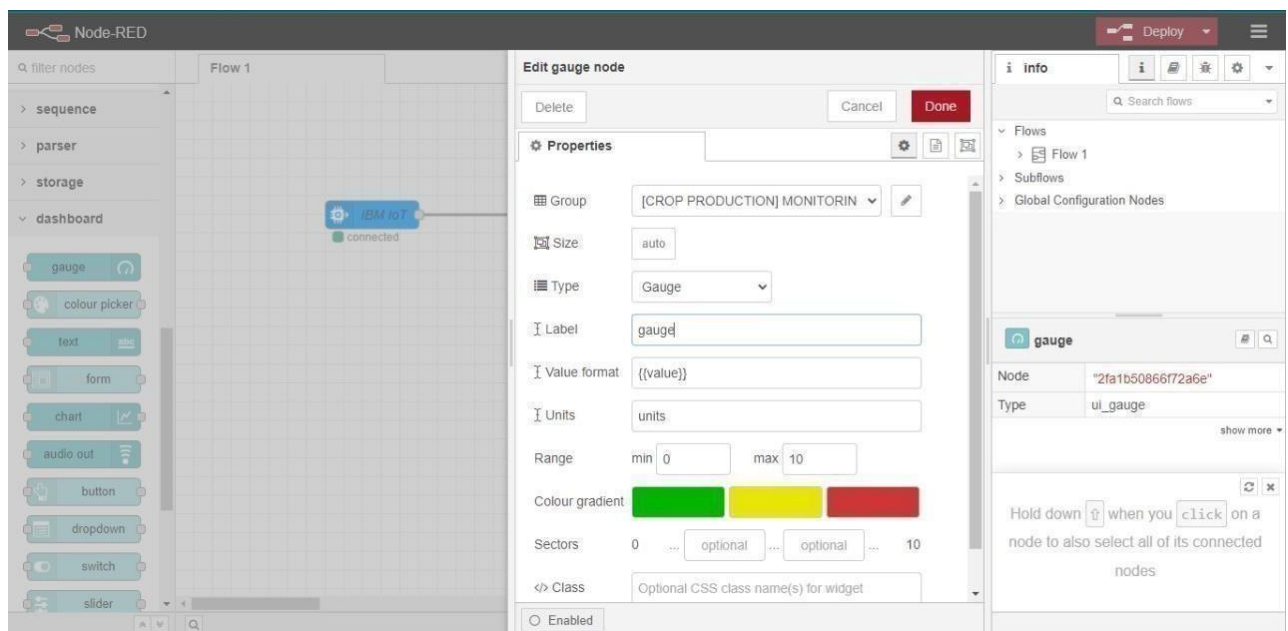 Node-RED
Deploy
filter nodes
sequence
parser
storage
dashboard
gauge
colour picker
text
abc
form
chart
audio out
button
dropdown
switch
slider
Flow 1
IBM IoT
connected
Edit gauge node
Delete
Cancel
Done
Properties
Group
[CROP PRODUCTION] MONITORIN
Size
auto
Type
Gauge
Label
gauge
Value format
{{value}}
Units
units
Range
min 0
max 10
Colour gradient
Sectors
0 ... optional ... optional ... 10
</> Class
Optional CSS class name(s) for widget
Enabled
i info
i
Search flows
Flows
Flow 1
Subflows
Global Configuration Nodes
gauge
Node
"2fa1b50866f72a6e"
Type
ui_gauge
show more
Hold down ⇧ when you click on a
node to also select all of its connected
nodes